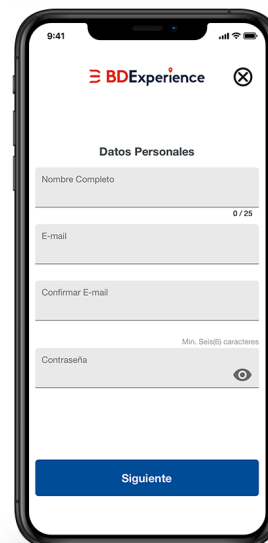 9:41
BDExperience
Datos Personales
Nombre Completo
0 / 25
E-mail
Confirmar E-mail
Min. Seis(6) caracteres
Contraseña
Siguiente